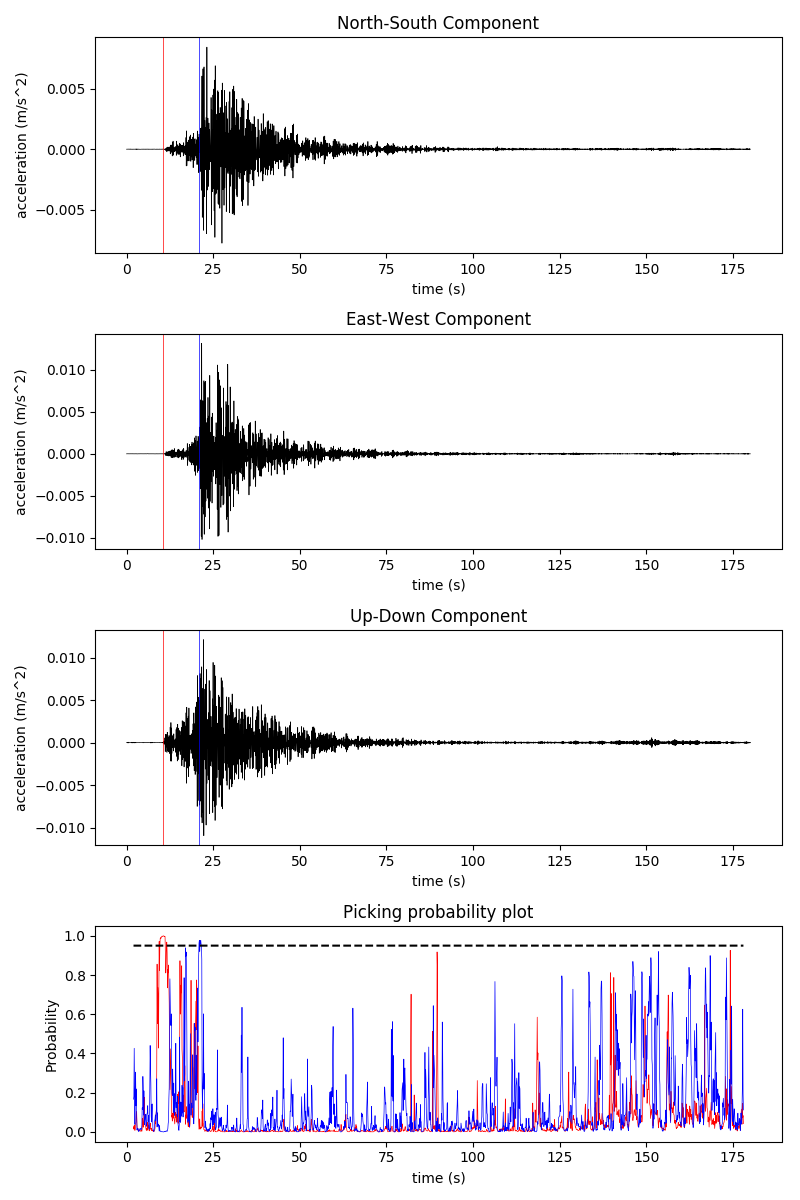 North-South Component
acceleration (m/s^2)
0.005
0.000
−0.005
0 25 50 75 100 125 150 175
time (s)
East-West Component
acceleration (m/s^2)
0.010
0.005
0.000
−0.005
−0.010
0 25 50 75 100 125 150 175
time (s)
Up-Down Component
acceleration (m/s^2)
0.010
0.005
0.000
−0.005
−0.010
0 25 50 75 100 125 150 175
time (s)
Picking probability plot
Probability
1.0
0.8
0.6
0.4
0.2
0.0
0 25 50 75 100 125 150 175
time (s)